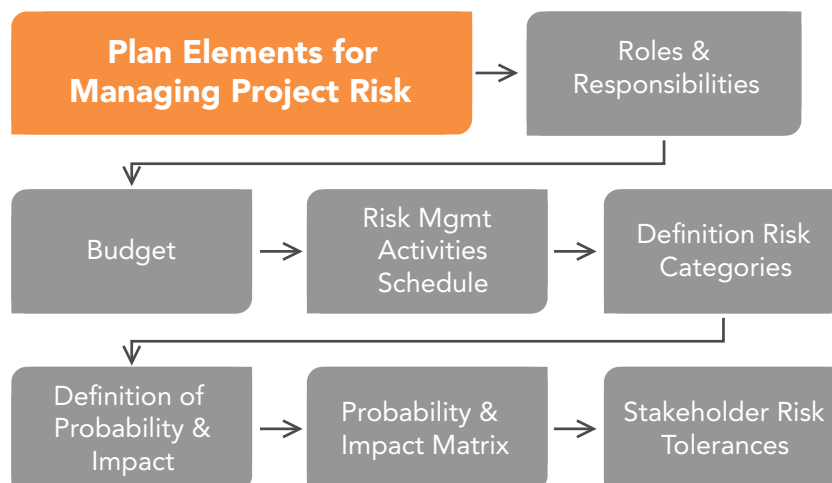 Plan Elements for
Managing Project Risk
Roles &
Responsibilities
Budget
Risk Mgmt
Activities
Schedule
Definition Risk
Categories
Definition of
Probability &
Impact
Probability &
Impact Matrix
Stakeholder Risk
Tolerances